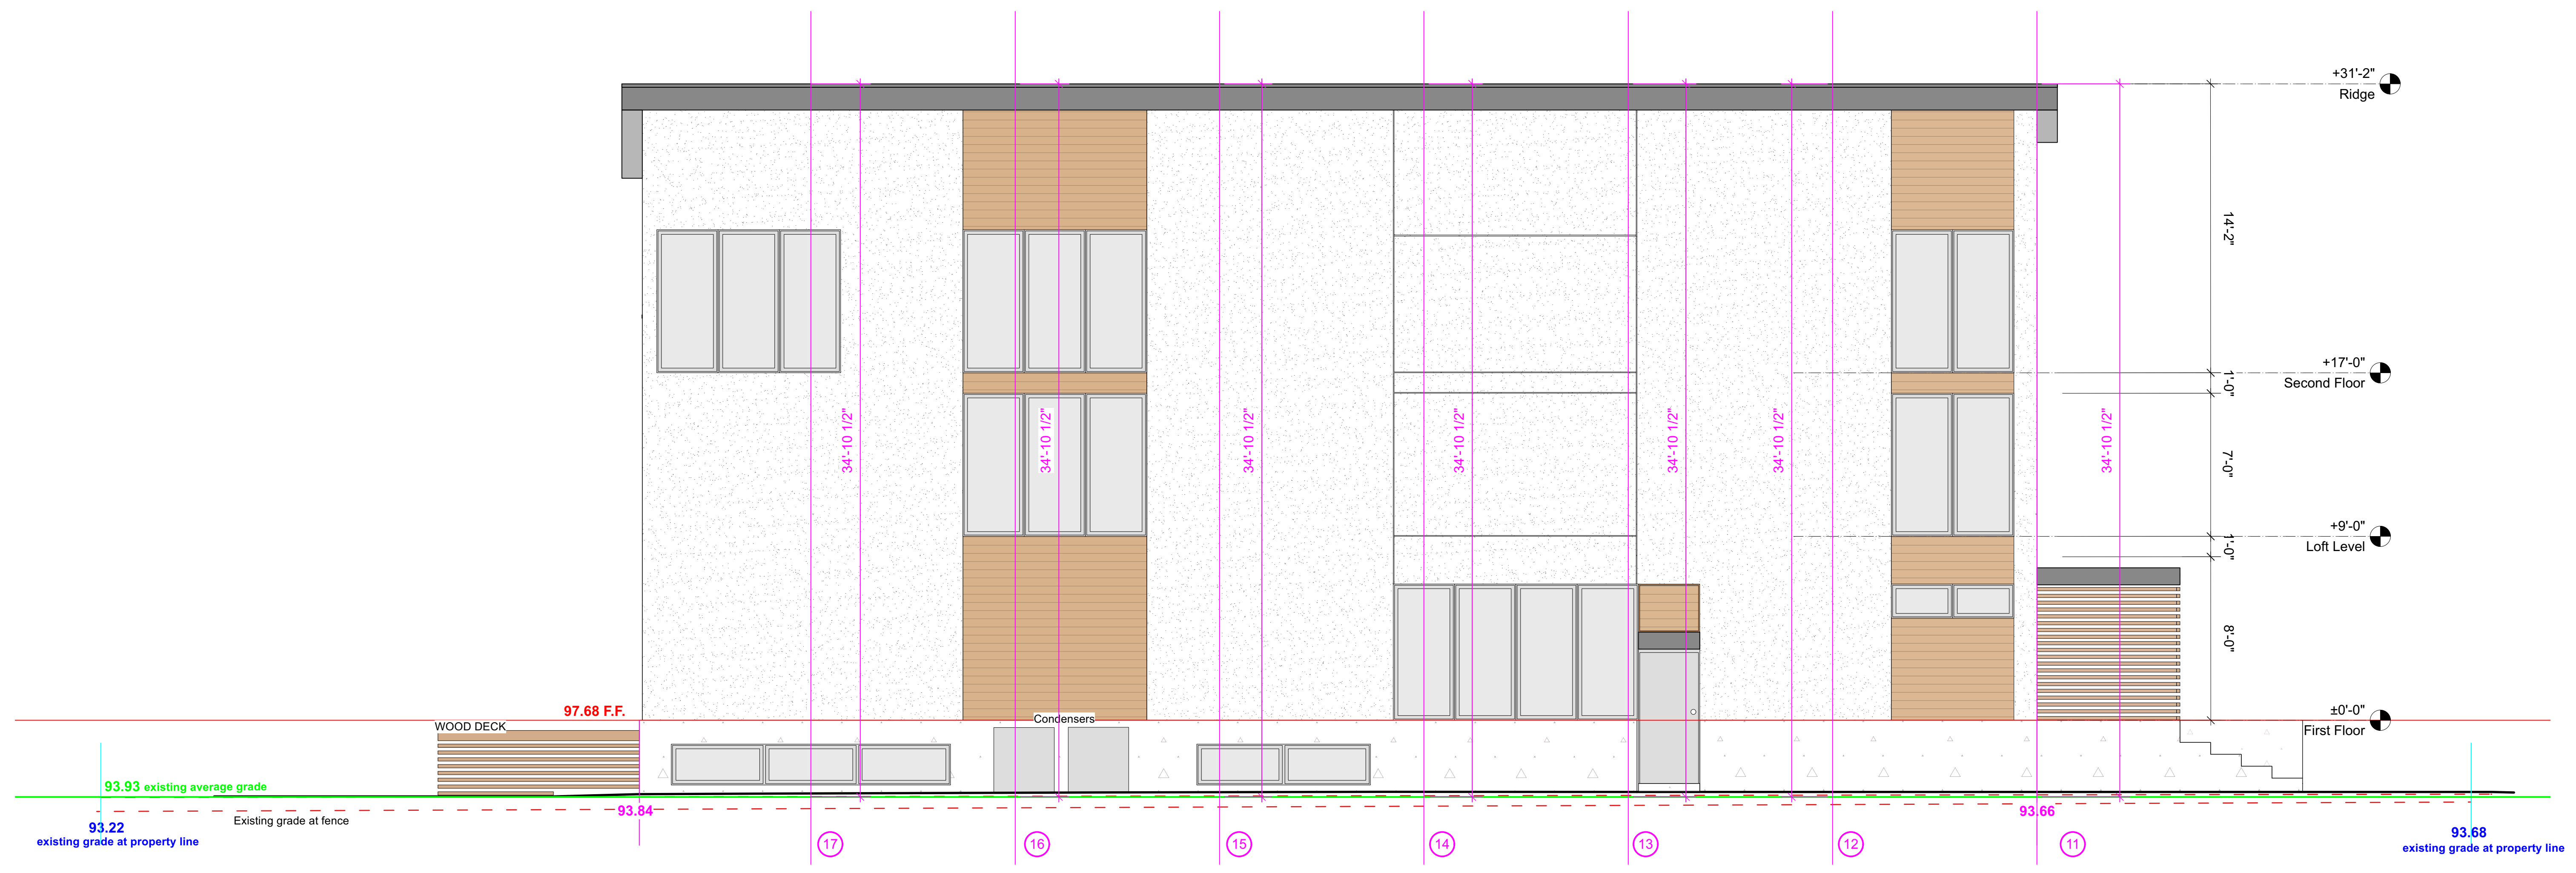 +31'-2"
Ridge
14'-2"
+17'-0"
Second Floor
1'-0"
34'-10 1/2"
34'-10 1/2"
34'-10 1/2"
34'-10 1/2"
34'-10 1/2"
34'-10 1/2"
34'-10 1/2"
7'-0"
+9'-0"
Loft Level
1'-0"
8'-0"
97.68 F.F.
WOOD DECK
Condensers
±0'-0"
First Floor
93.93 existing average grade
93.84
93.66
Existing grade at fence
93.22
existing grade at property line
93.68
existing grade at property line
17
16
15
14
13
12
11